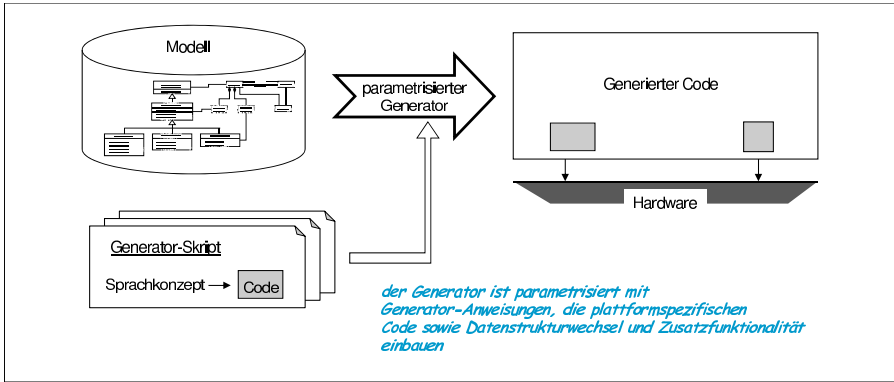 Modell
parametrisierter
Generator
Generierter Code
Hardware
Generator-Skript
Sprachkonzept
Code
der Generator ist parametrisiert mit
Generator-Anweisungen, die plattformspezifischen
Code sowie Datenstrukturwechsel und Zusatzfunktionalität
einbauen